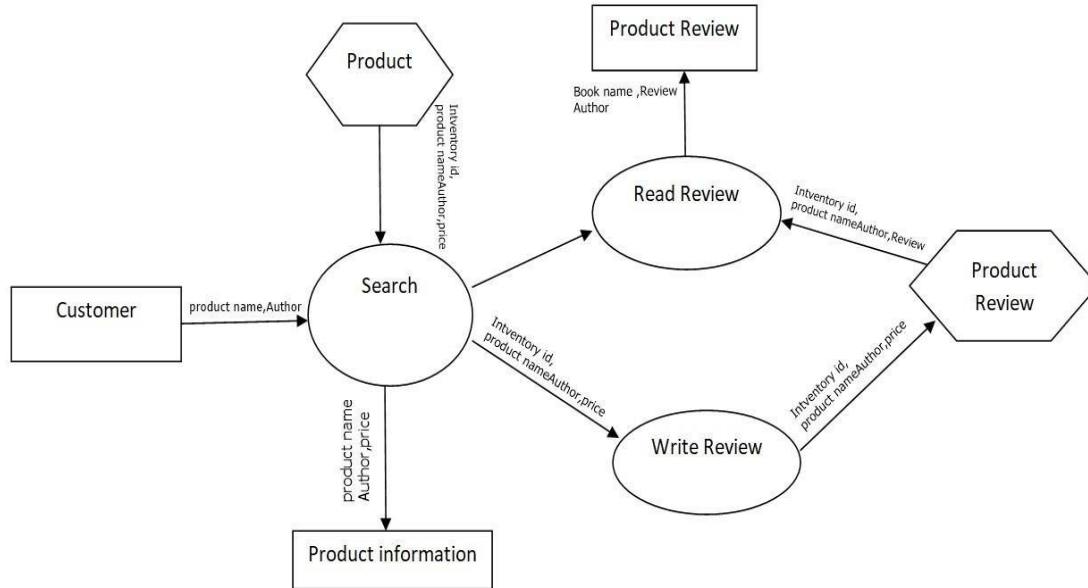 Product
Product Review
Intventory id,
product nameAuthor,price
Book name ,Review
Author
Read Review
Intventory id,
product nameAuthor,Review
Search
Product
Review
Customer
product name,Author
Intventory id,
product nameAuthor,price
Intventory id,
product nameAuthor,price
product name
Author,price
Write Review
Product information